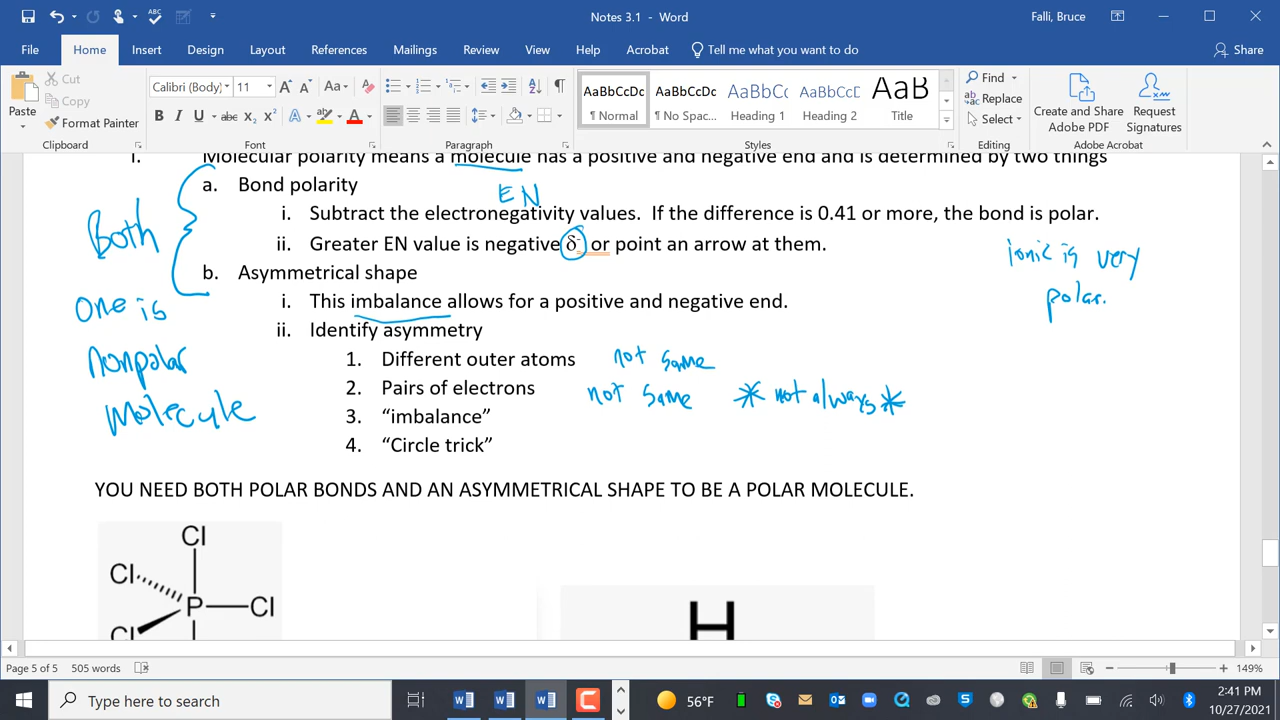 Notes 3.1 - Word
Falli, Bruce
File Home Insert Design Layout References Mailings Review View Help Acrobat Tell me what you want to do Share
Cut
Copy
Format Painter
Paste
Clipboard
Calibri (Body) 11
Aa
B I U abc X₂ X² A
Font
Paragraph
AaBbCcDc AaBbCcDc AaBbCc AaBbCcD AaB
¶ Normal ¶ No Spac... Heading 1 Heading 2 Title
Styles
Find
Replace
Select
Editing
Create and Share Adobe PDF
Request Signatures
Adobe Acrobat
i. Molecular polarity means a molecule has a positive and negative end and is determined by two things
a. Bond polarity
EN
i. Subtract the electronegativity values. If the difference is 0.41 or more, the bond is polar.
Both
ii. Greater EN value is negative δ⁻ or point an arrow at them.
ionic is very
polar.
b. Asymmetrical shape
i. This imbalance allows for a positive and negative end.
One is
ii. Identify asymmetry
nonpolar
1. Different outer atoms not same
2. Pairs of electrons not same * not always *
molecule
3. “imbalance”
4. “Circle trick”
YOU NEED BOTH POLAR BONDS AND AN ASYMMETRICAL SHAPE TO BE A POLAR MOLECULE.
Cl
Cl
P Cl
Cl
H
Page 5 of 5 505 words 149%
Type here to search
56°F
2:41 PM
10/27/2021